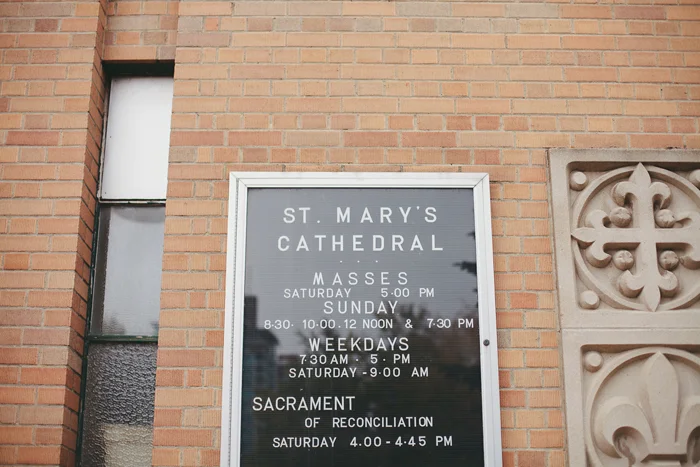 ST. MARY'S
CATHEDRAL
. . .
MASSES
SATURDAY 5:00 PM
SUNDAY
8:30· 10·00·12 NOON & 7·30 PM
WEEKDAYS
7:30 AM · 5 · PM
SATURDAY -9:00 AM
SACRAMENT
OF RECONCILIATION
SATURDAY 4.00-4·45 PM